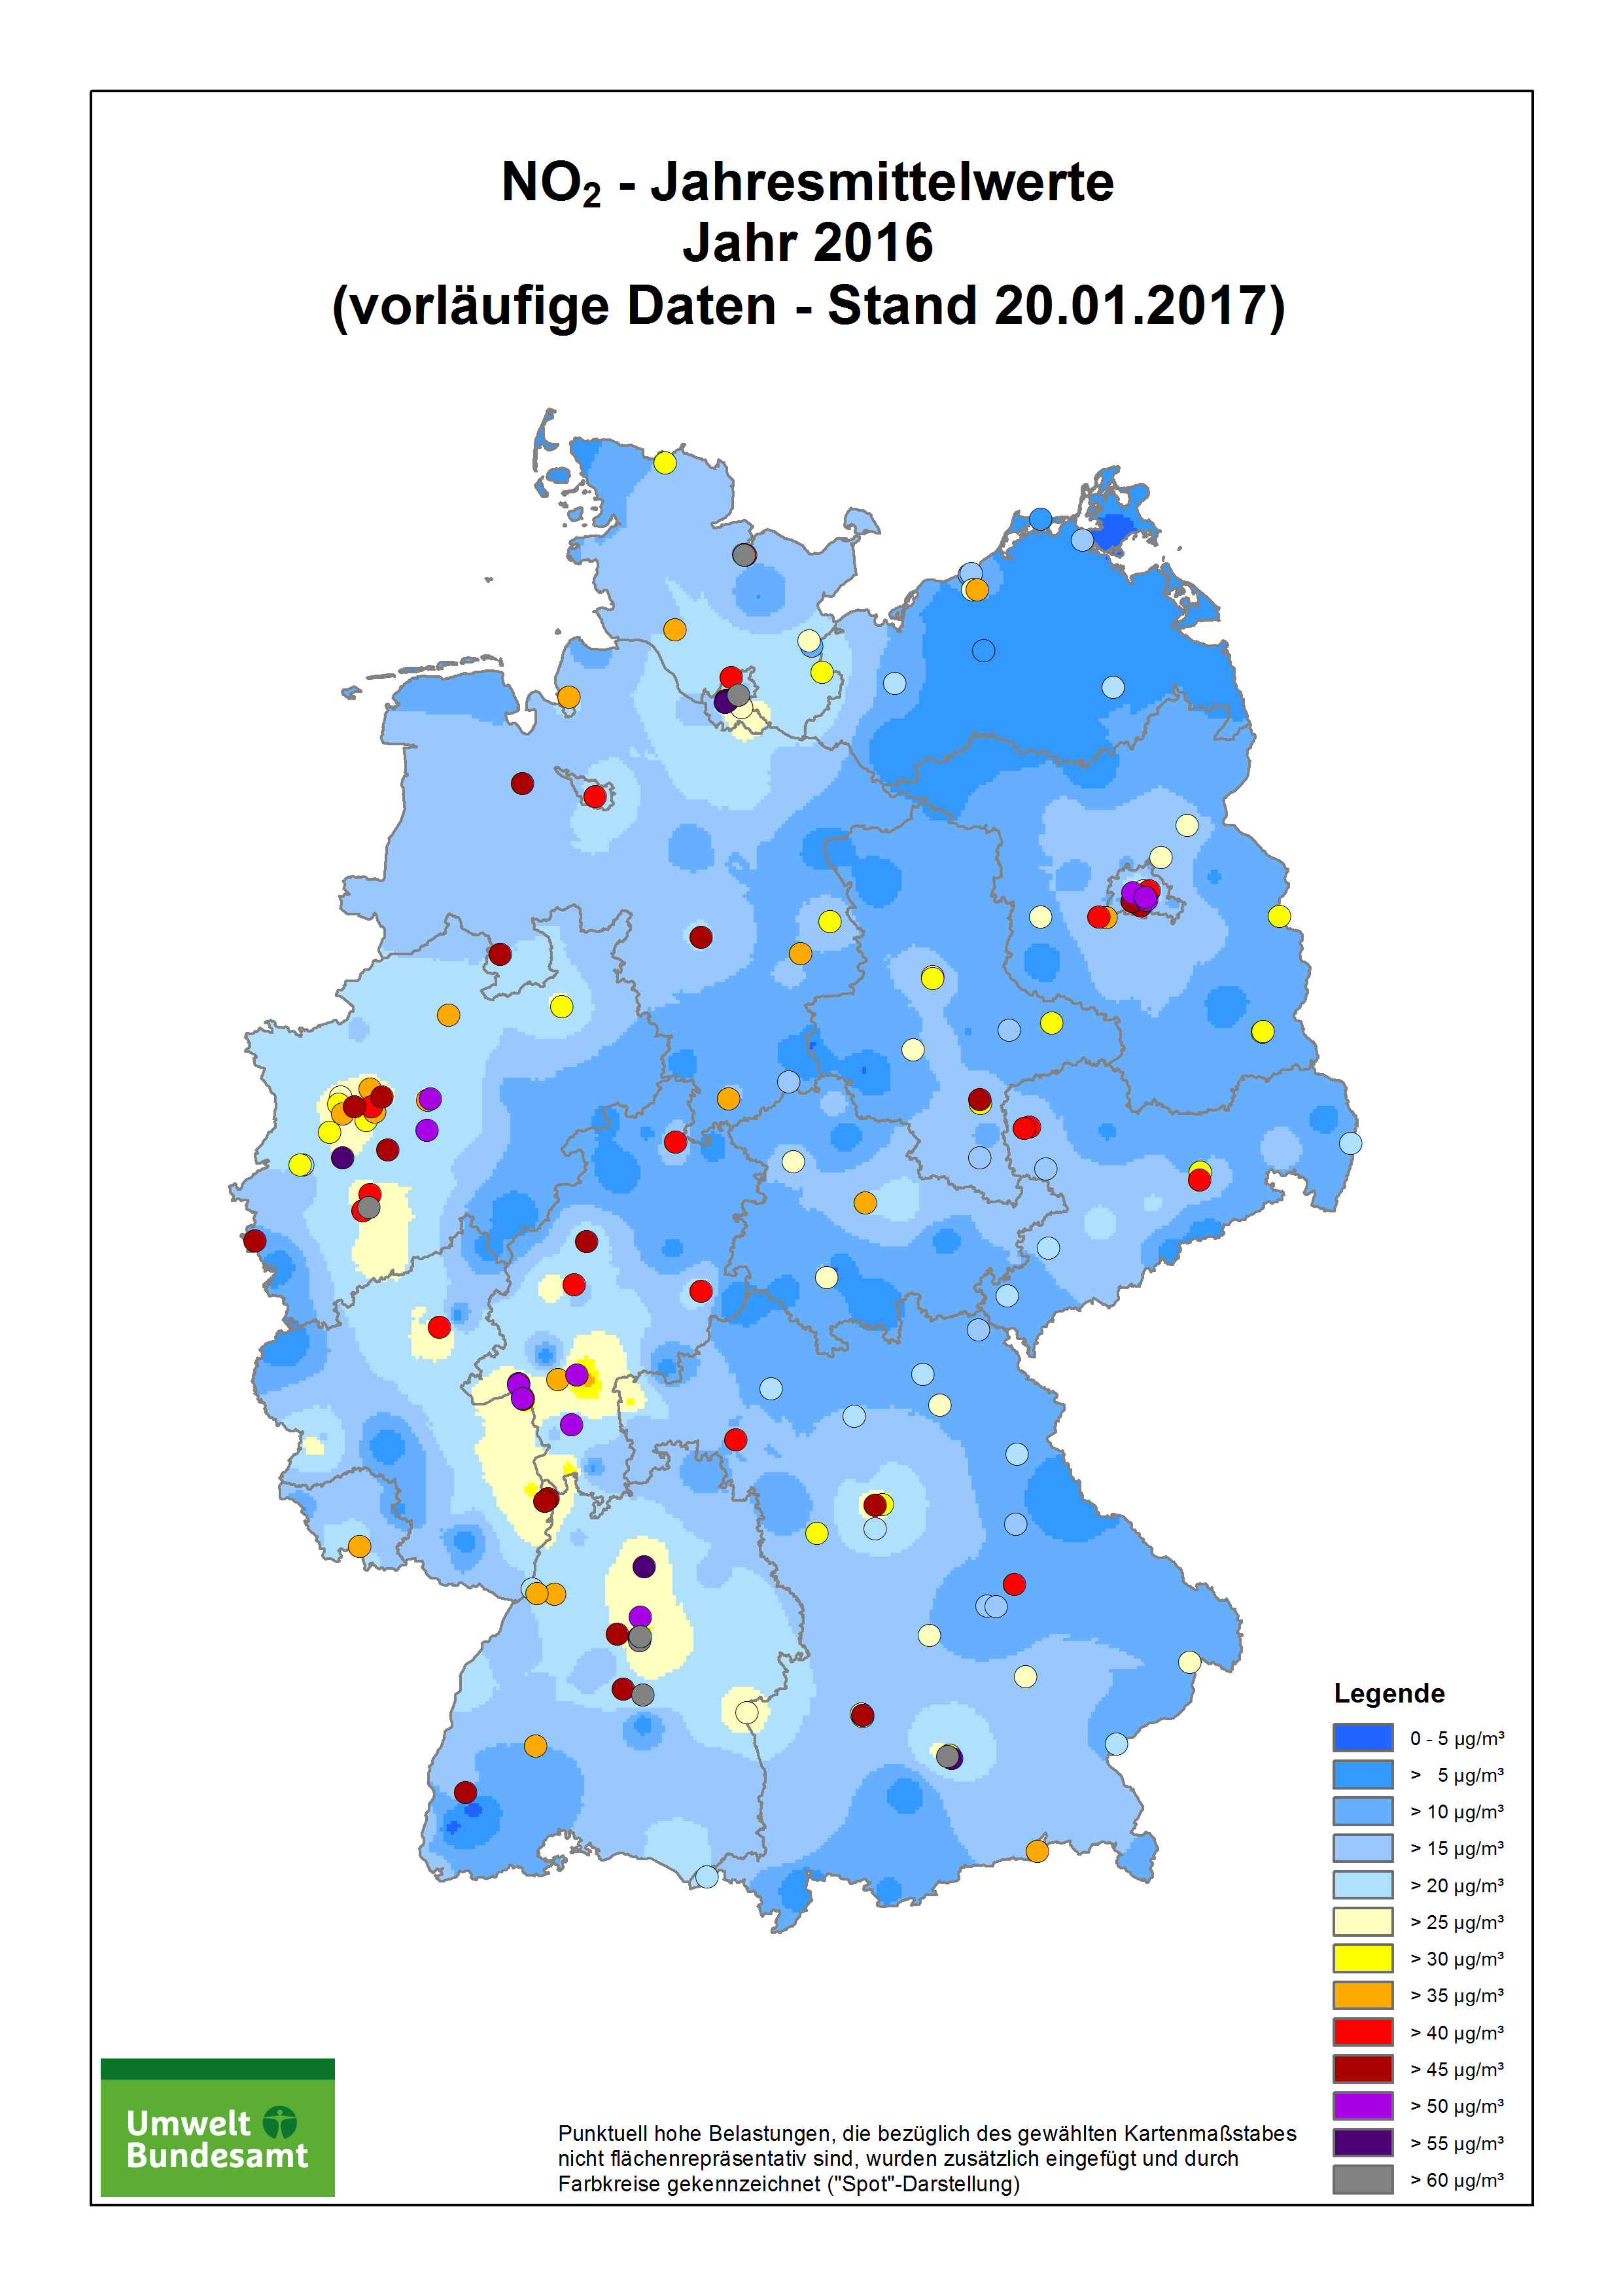 NO₂ - Jahresmittelwerte
Jahr 2016
(vorläufige Daten - Stand 20.01.2017)
Legende
0 - 5 µg/m³
> 5 µg/m³
> 10 µg/m³
> 15 µg/m³
> 20 µg/m³
> 25 µg/m³
> 30 µg/m³
> 35 µg/m³
> 40 µg/m³
> 45 µg/m³
> 50 µg/m³
> 55 µg/m³
> 60 µg/m³
Umwelt
Bundesamt
Punktuell hohe Belastungen, die bezüglich des gewählten Kartenmaßstabes
nicht flächenrepräsentativ sind, wurden zusätzlich eingefügt und durch
Farbkreise gekennzeichnet ("Spot"-Darstellung)